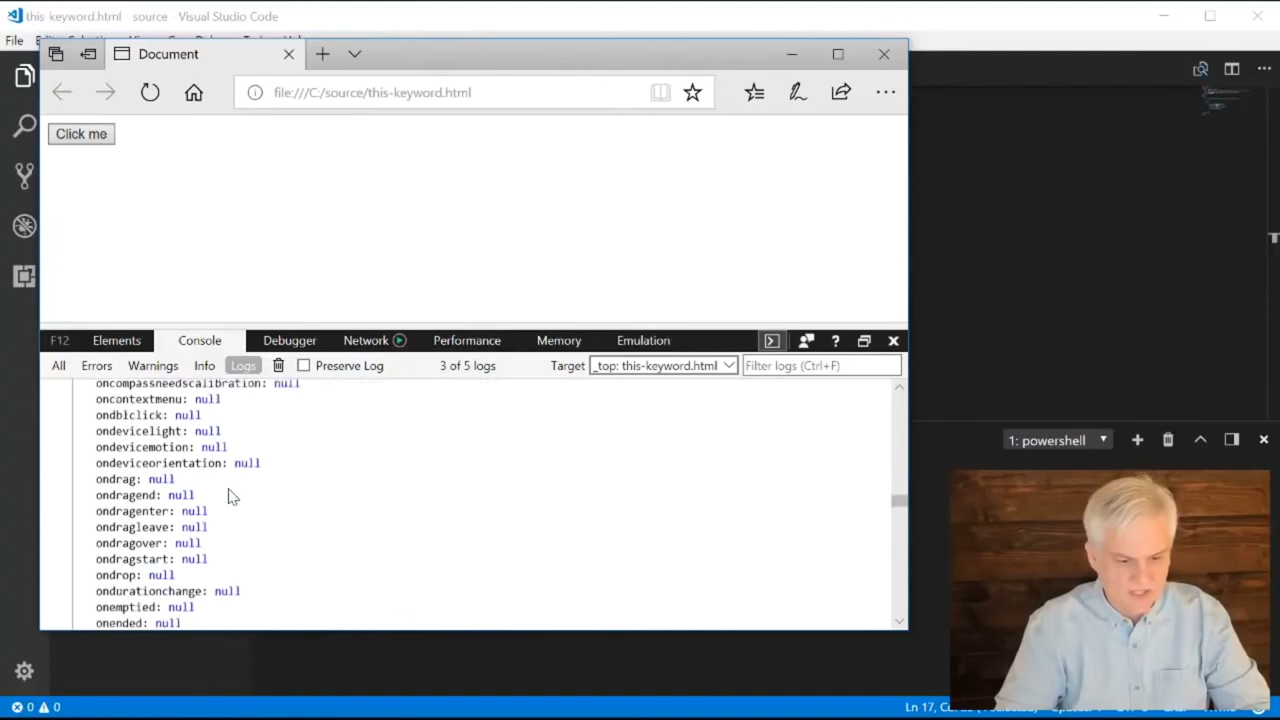 this-keyword.html source - Visual Studio Code
File
Document
file:///C:/source/this-keyword.html
Click me
F12 Elements Console Debugger Network Performance Memory Emulation
All Errors Warnings Info Logs Preserve Log 3 of 5 logs Target _top: this-keyword.html Filter logs (Ctrl+F)
oncompassneedscalibration: null
oncontextmenu: null
ondblclick: null
ondevicelight: null
ondevicemotion: null
ondeviceorientation: null
ondrag: null
ondragend: null
ondragenter: null
ondragleave: null
ondragover: null
ondragstart: null
ondrop: null
ondurationchange: null
onemptied: null
onended: null
1: powershell
0 0
Ln 17,